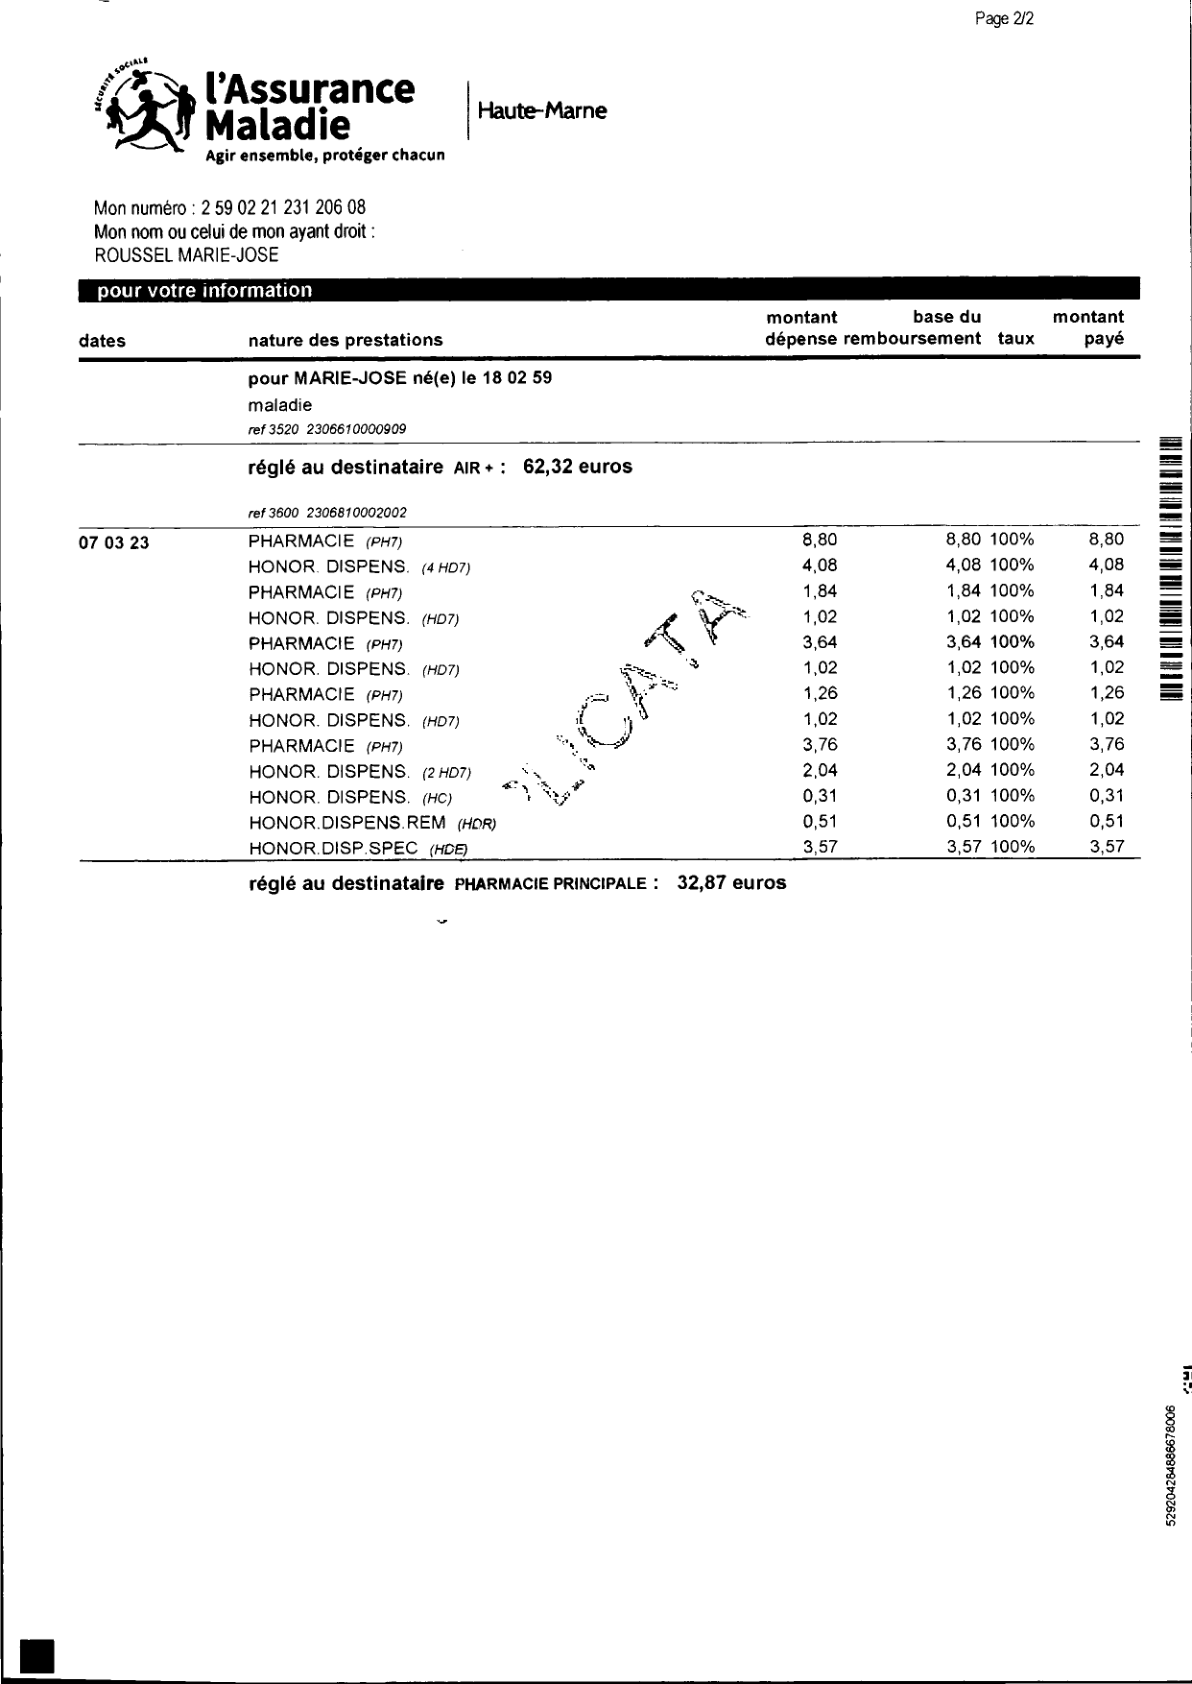 Page 2/2
SÉCURITÉ SOCIALE
l'Assurance
Maladie
Agir ensemble, protéger chacun
Haute-Marne
Mon numéro : 2 59 02 21 231 206 08
Mon nom ou celui de mon ayant droit :
ROUSSEL MARIE-JOSE
pour votre information
montant base du montant
dates nature des prestations dépense remboursement taux payé
pour MARIE-JOSE né(e) le 18 02 59
maladie
ref 3520 2306610000909
réglé au destinataire AIR + : 62,32 euros
ref 3600 2306810002002
07 03 23 PHARMACIE (PH7) 8,80 8,80 100% 8,80
HONOR. DISPENS. (4 HD7) 4,08 4,08 100% 4,08
PHARMACIE (PH7) 1,84 1,84 100% 1,84
HONOR. DISPENS. (HD7) 1,02 1,02 100% 1,02
PHARMACIE (PH7) 3,64 3,64 100% 3,64
HONOR. DISPENS. (HD7) 1,02 1,02 100% 1,02
PHARMACIE (PH7) 1,26 1,26 100% 1,26
HONOR. DISPENS. (HD7) 1,02 1,02 100% 1,02
PHARMACIE (PH7) 3,76 3,76 100% 3,76
HONOR. DISPENS. (2 HD7) 2,04 2,04 100% 2,04
HONOR. DISPENS. (HC) 0,31 0,31 100% 0,31
HONOR.DISPENS.REM (HDR) 0,51 0,51 100% 0,51
HONOR.DISP.SPEC (HDE) 3,57 3,57 100% 3,57
réglé au destinataire PHARMACIE PRINCIPALE : 32,87 euros
52920428488667 8006